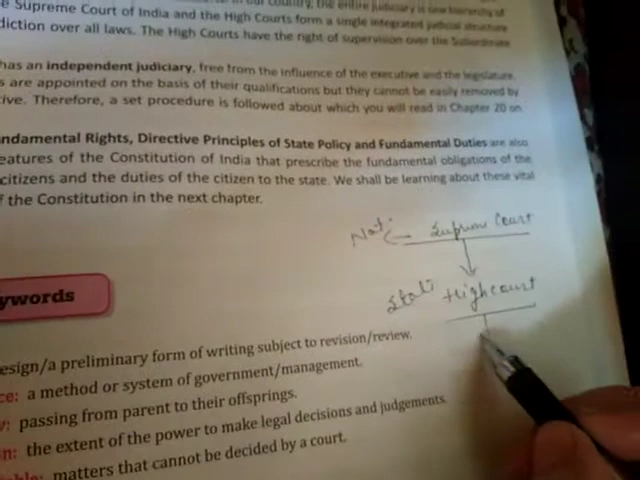 e Supreme Court of India and the High Courts form a single integrated judicial structure
diction over all laws. The High Courts have the right of supervision over the Subordinate
has an independent judiciary, free from the influence of the executive and the legislature.
s are appointed on the basis of their qualifications but they cannot be easily removed by
ive. Therefore, a set procedure is followed about which you will read in Chapter 20 on
ndamental Rights, Directive Principles of State Policy and Fundamental Duties are also
eatures of the Constitution of India that prescribe the fundamental obligations of the
citizens and the duties of the citizen to the state. We shall be learning about these vital
f the Constitution in the next chapter.
Nat. Supreme Court
State Highcourt
ywords
esign/a preliminary form of writing subject to revision/review.
ce: a method or system of government/management.
y: passing from parent to their offsprings.
n: the extent of the power to make legal decisions and judgements.
matters that cannot be decided by a court.